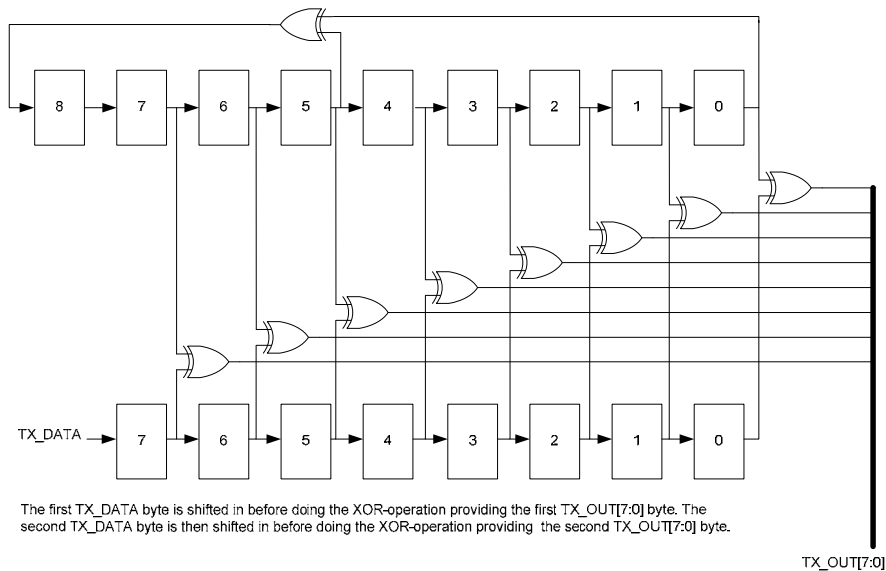 8 7 6 5 4 3 2 1 0
TX_DATA 7 6 5 4 3 2 1 0
The first TX_DATA byte is shifted in before doing the XOR-operation providing the first TX_OUT[7:0] byte. The
second TX_DATA byte is then shifted in before doing the XOR-operation providing the second TX_OUT[7:0] byte.
TX_OUT[7:0]